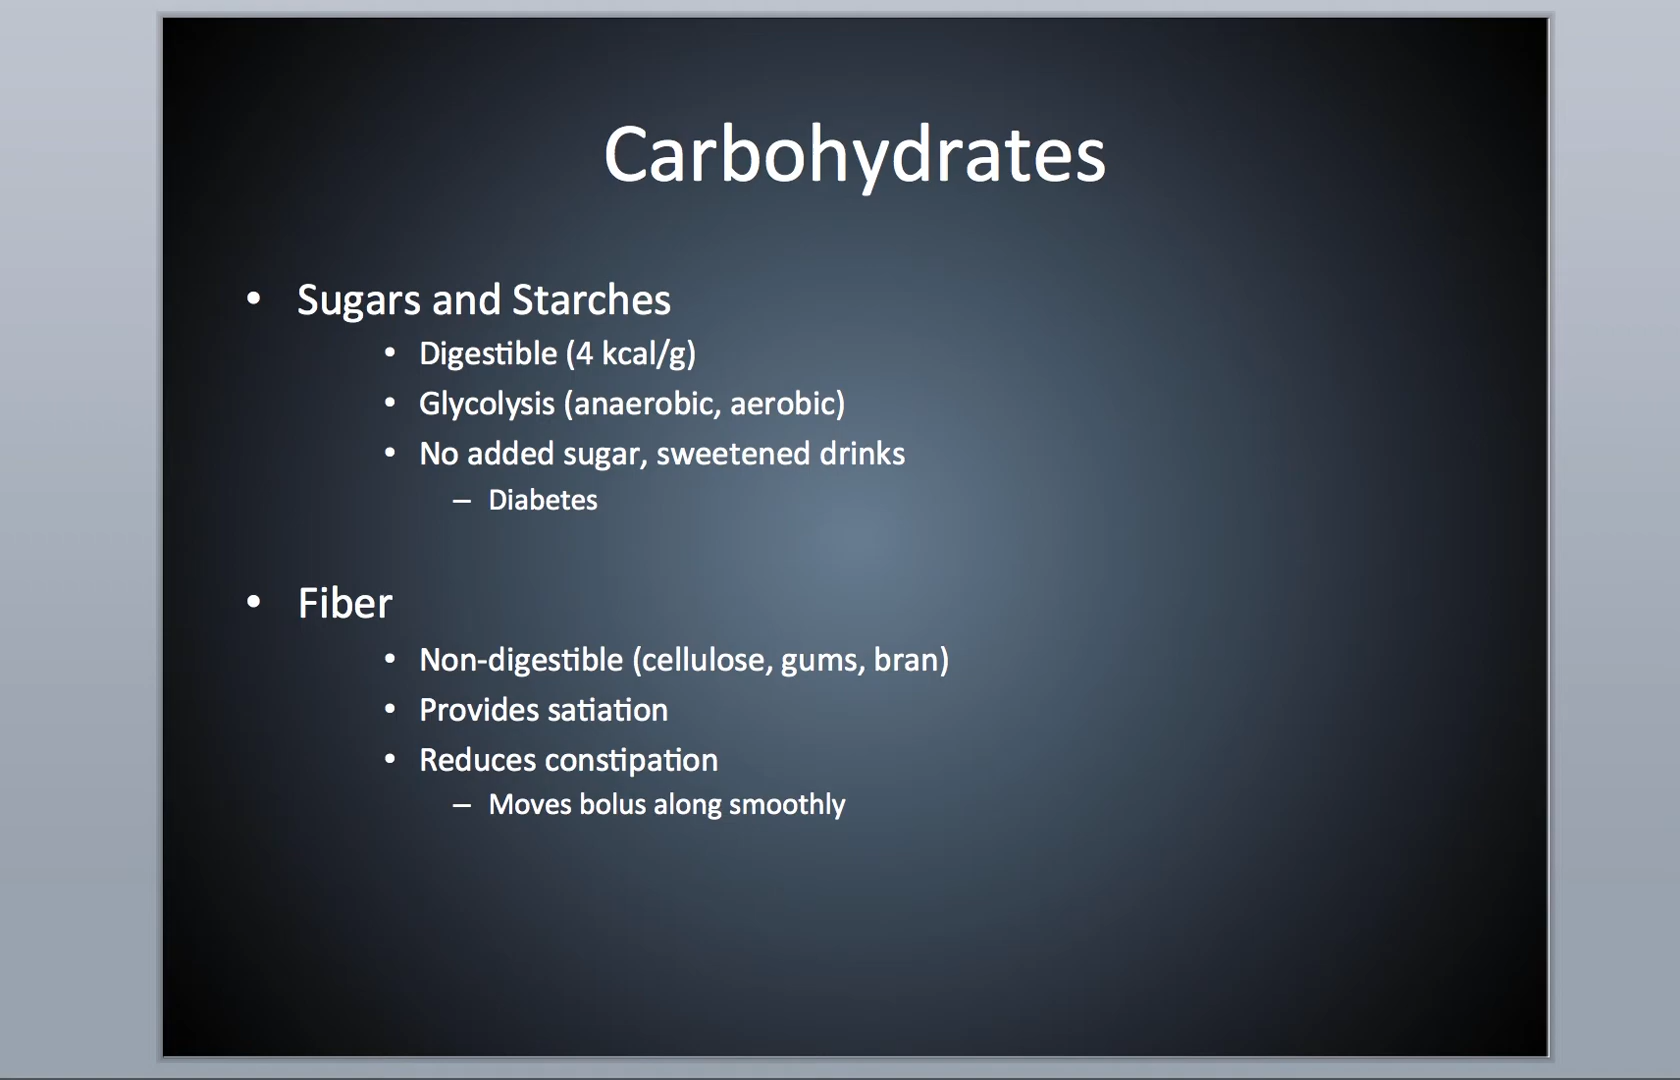 Carbohydrates
• Sugars and Starches
• Digestible (4 kcal/g)
• Glycolysis (anaerobic, aerobic)
• No added sugar, sweetened drinks
– Diabetes
• Fiber
• Non-digestible (cellulose, gums, bran)
• Provides satiation
• Reduces constipation
– Moves bolus along smoothly